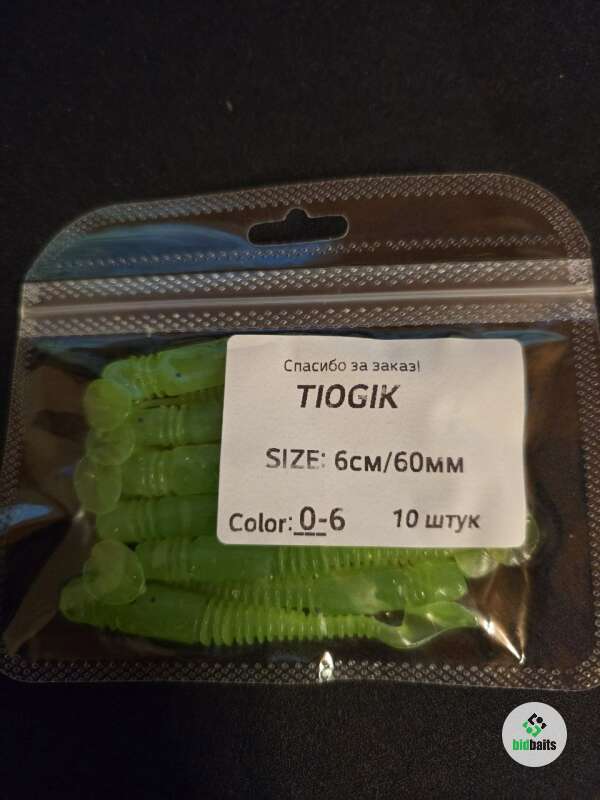 Спасибо за заказ!
TIOGIK
SIZE: 6см/60мм
Color: 0-6 10 штук
bidbaits